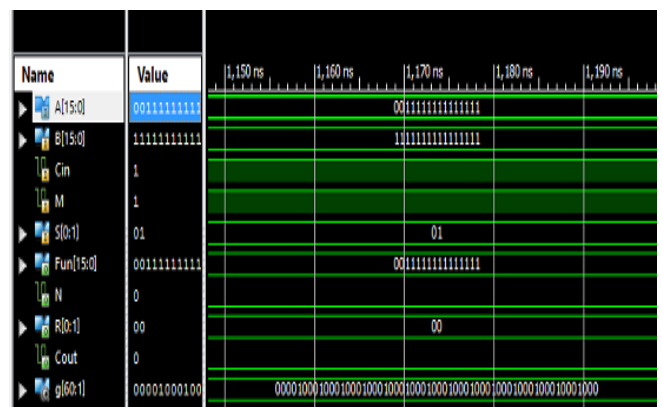 Name Value 1,150 ns 1,160 ns 1,170 ns 1,180 ns 1,190 ns
A[15:0] 00111111111 0011111111111111
B[15:0] 11111111111 1111111111111111
Cin 1
M 1
S[0:1] 01 01
Fun[15:0] 00111111111 0011111111111111
N 0
R[0:1] 00 00
Cout 0
g[60:1] 00001000100 000010001000100010001000100010001000100010001000100010001000